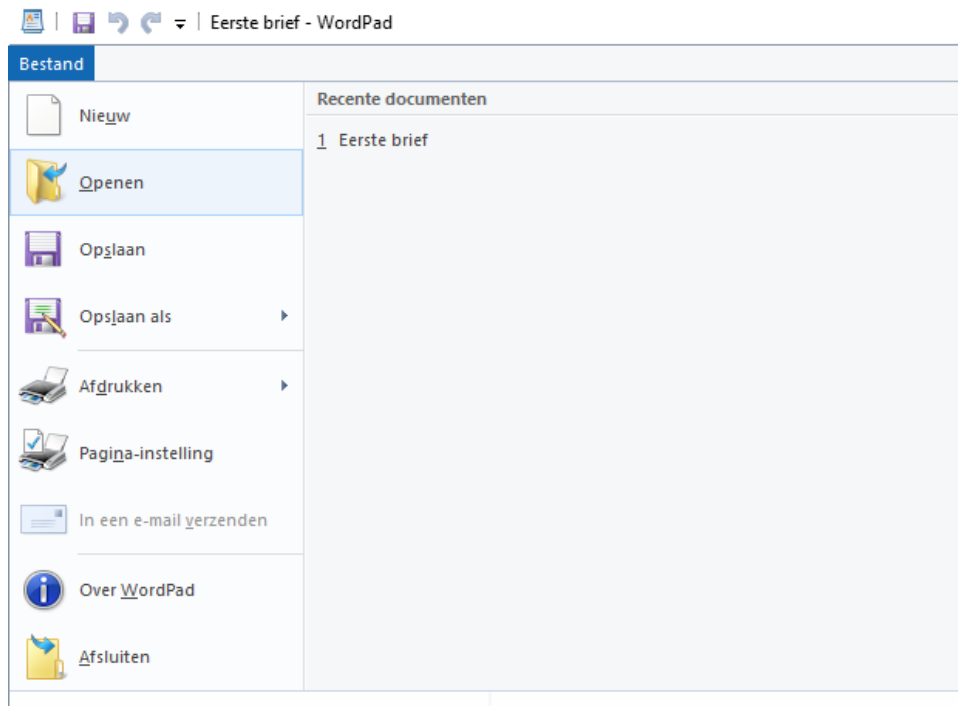 Eerste brief - WordPad
Bestand
Nieuw
Openen
Opslaan
Opslaan als
Afdrukken
Pagina-instelling
In een e-mail verzenden
Over WordPad
Afsluiten
Recente documenten
1 Eerste brief